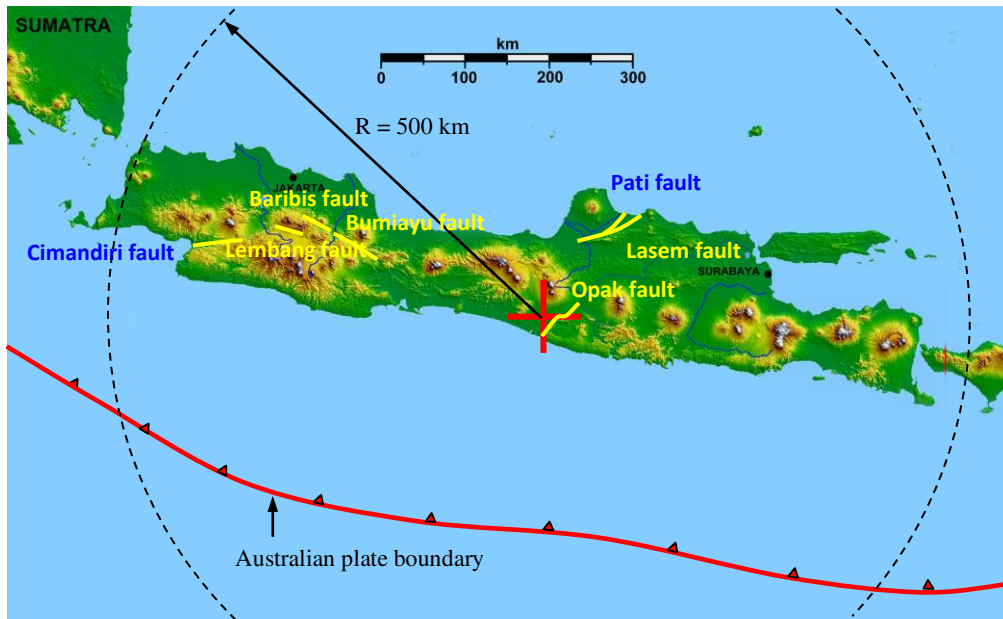 SUMATRA
km
0 100 200 300
R = 500 km
JAKARTA
Pati fault
Baribis fault
Bumiayu fault
Cimandiri fault
Lembang fault
Lasem fault
SURABAYA
Opak fault
Australian plate boundary